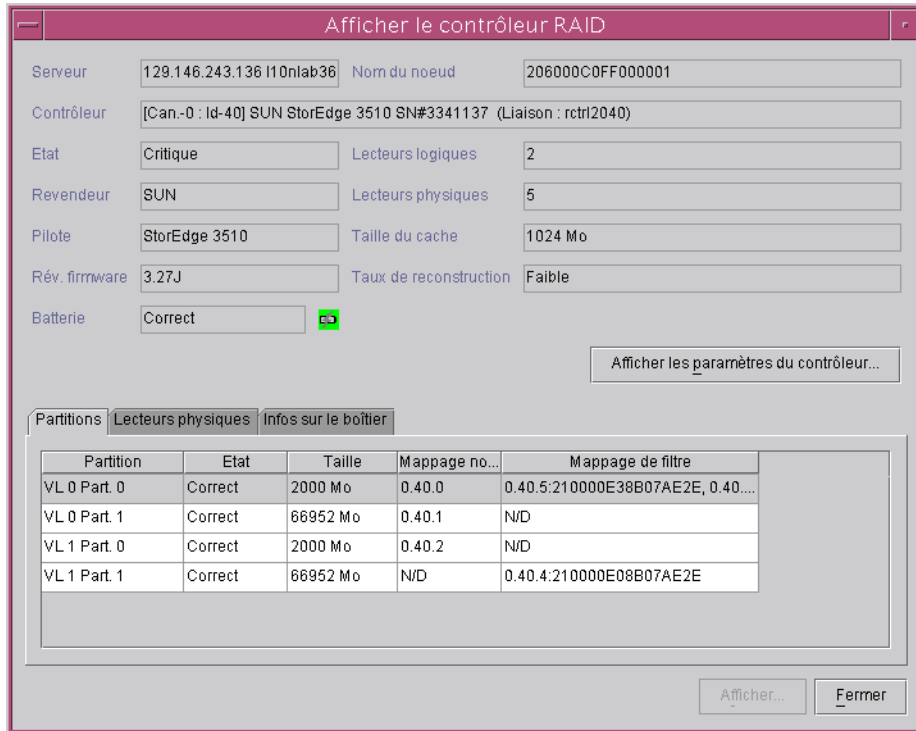 Afficher le contrôleur RAID
Serveur 129.146.243.136 l10nlab36 Nom du noeud 206000C0FF000001
Contrôleur [Can.-0 : Id-40] SUN StorEdge 3510 SN#3341137 (Liaison : rctrl2040)
Etat Critique Lecteurs logiques 2
Revendeur SUN Lecteurs physiques 5
Pilote StorEdge 3510 Taille du cache 1024 Mo
Rév. firmware 3.27J Taux de reconstruction Faible
Batterie Correct
Afficher les paramètres du contrôleur...
Partitions Lecteurs physiques Infos sur le boîtier
Partition Etat Taille Mappage no... Mappage de filtre
VL 0 Part. 0 Correct 2000 Mo 0.40.0 0.40.5:210000E38B07AE2E, 0.40....
VL 0 Part. 1 Correct 66952 Mo 0.40.1 N/D
VL 1 Part. 0 Correct 2000 Mo 0.40.2 N/D
VL 1 Part. 1 Correct 66952 Mo N/D 0.40.4:210000E08B07AE2E
Afficher... Fermer